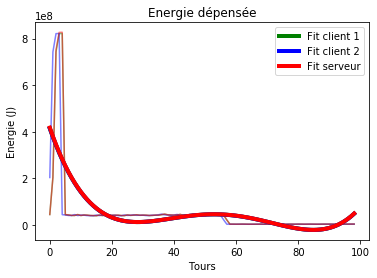 Energie dépensée
1e8
Fit client 1
Fit client 2
Fit serveur
8
6
4
2
0
Energie (J)
0 20 40 60 80 100
Tours